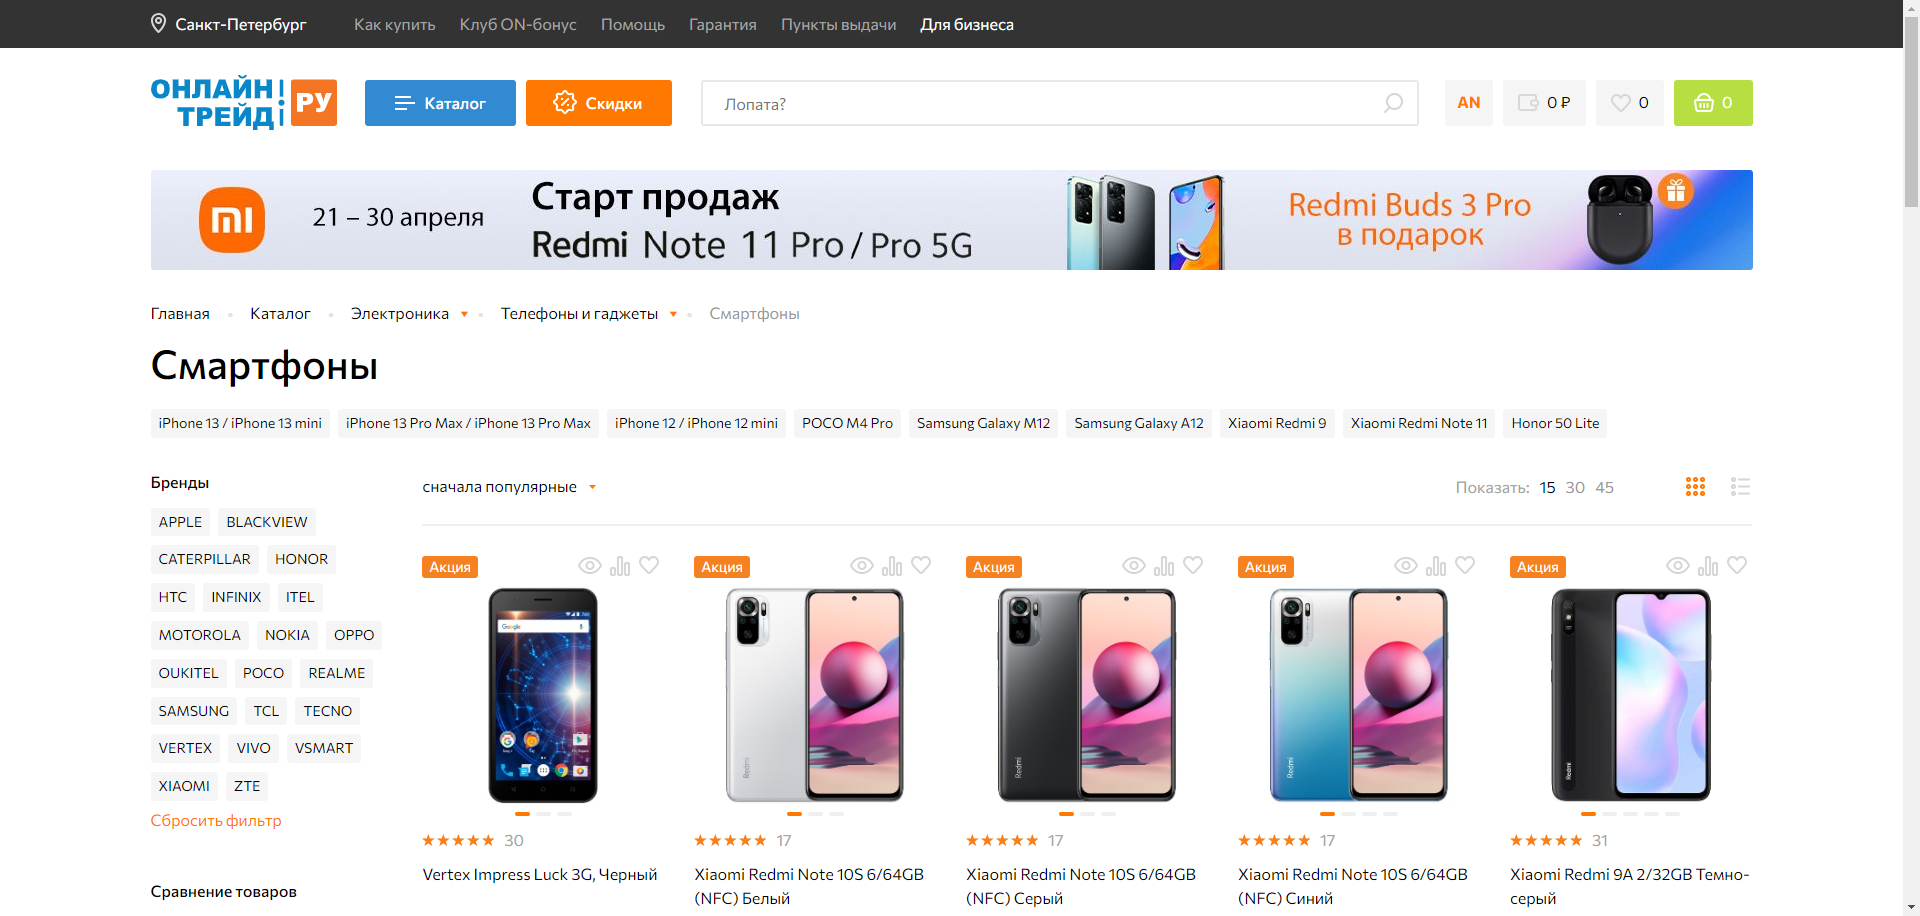 Санкт-Петербург
Как купить
Клуб ON-бонус
Помощь
Гарантия
Пункты выдачи
Для бизнеса
ОНЛАЙН
ТРЕЙД
РУ
Каталог
Скидки
Лопата?
AN
0 ₽
0
0
mi
21 – 30 апреля
Старт продаж
Redmi Note 11 Pro / Pro 5G
Redmi Buds 3 Pro
в подарок
Главная
Каталог
Электроника
Телефоны и гаджеты
Смартфоны
Смартфоны
iPhone 13 / iPhone 13 mini
iPhone 13 Pro Max / iPhone 13 Pro Max
iPhone 12 / iPhone 12 mini
POCO M4 Pro
Samsung Galaxy M12
Samsung Galaxy A12
Xiaomi Redmi 9
Xiaomi Redmi Note 11
Honor 50 Lite
Бренды
APPLE
BLACKVIEW
CATERPILLAR
HONOR
HTC
INFINIX
ITEL
MOTOROLA
NOKIA
OPPO
OUKITEL
POCO
REALME
SAMSUNG
TCL
TECNO
VERTEX
VIVO
VSMART
XIAOMI
ZTE
Сбросить фильтр
Сравнение товаров
сначала популярные
Показать: 15 30 45
Акция
Google
30
Vertex Impress Luck 3G, Черный
Акция
Redmi
17
Xiaomi Redmi Note 10S 6/64GB
(NFC) Белый
Акция
Redmi
17
Xiaomi Redmi Note 10S 6/64GB
(NFC) Серый
Акция
Redmi
17
Xiaomi Redmi Note 10S 6/64GB
(NFC) Синий
Акция
Redmi
31
Xiaomi Redmi 9A 2/32GB Темно-
серый